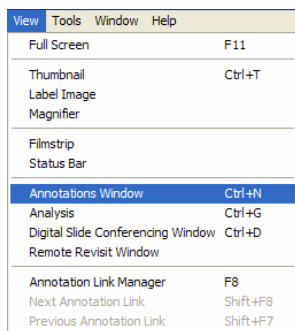 View Tools Window Help
Full Screen F11
Thumbnail Ctrl+T
Label Image
Magnifier
Filmstrip
Status Bar
Annotations Window Ctrl+N
Analysis Ctrl+G
Digital Slide Conferencing Window Ctrl+D
Remote Revisit Window
Annotation Link Manager F8
Next Annotation Link Shift+F8
Previous Annotation Link Shift+F7